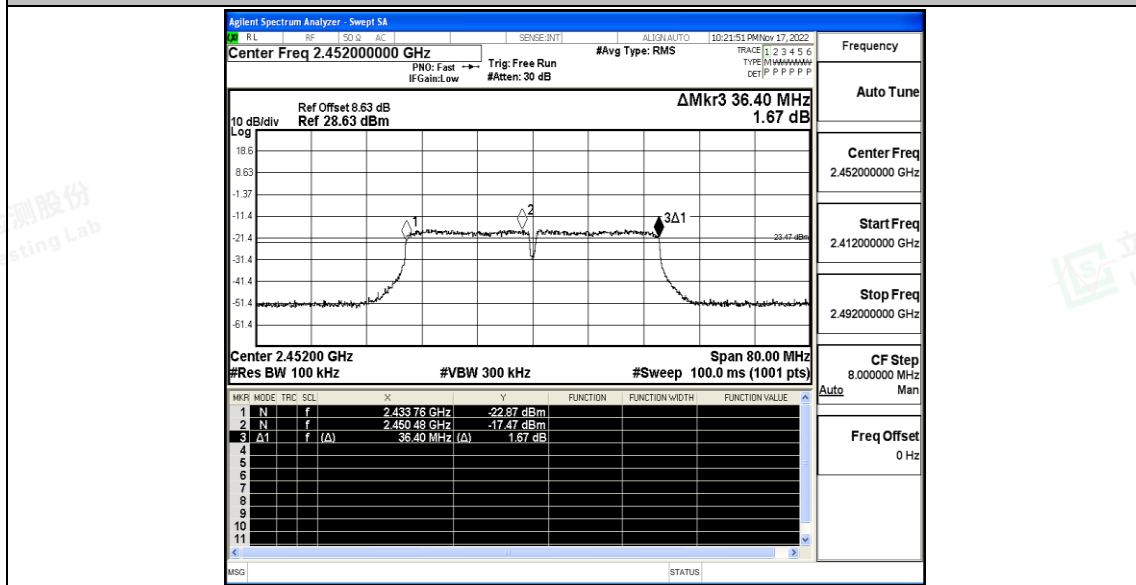 Agilent Spectrum Analyzer - Swept SA
LXI RL RF 50 Ω AC SENSE:INT ALIGN AUTO 10:21:51 PM Nov 17, 2022
Center Freq 2.452000000 GHz #Avg Type: RMS TRACE 1 2 3 4 5 6
PNO: Fast Trig: Free Run TYPE M W W W W W
IFGain:Low #Atten: 30 dB DET P P P P P P
Ref Offset 8.63 dB ΔMkr3 36.40 MHz
10 dB/div Ref 28.63 dBm 1.67 dB
Log
18.6
8.63
-1.37
-11.4
-21.4
-31.4
-41.4
-51.4
-61.4
1
2
3Δ1
-23.47 dBm
Center 2.45200 GHz Span 80.00 MHz
#Res BW 100 kHz #VBW 300 kHz #Sweep 100.0 ms (1001 pts)
MKR MODE TRC SCL X Y FUNCTION FUNCTION WIDTH FUNCTION VALUE
1 N f 2.433 76 GHz -22.87 dBm
2 N f 2.450 48 GHz -17.47 dBm
3 Δ1 f (Δ) 36.40 MHz (Δ) 1.67 dB
4
5
6
7
8
9
10
11
MSG STATUS
Frequency
Auto Tune
Center Freq
2.452000000 GHz
Start Freq
2.412000000 GHz
Stop Freq
2.492000000 GHz
CF Step
8.000000 MHz
Auto Man
Freq Offset
0 Hz
测股份
esting Lab
立